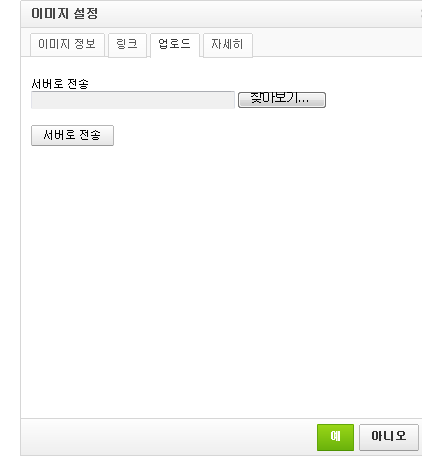 이미지 설정
이미지 정보 링크 업로드 자세히
서버로 전송
찾아보기...
서버로 전송
예 아니오